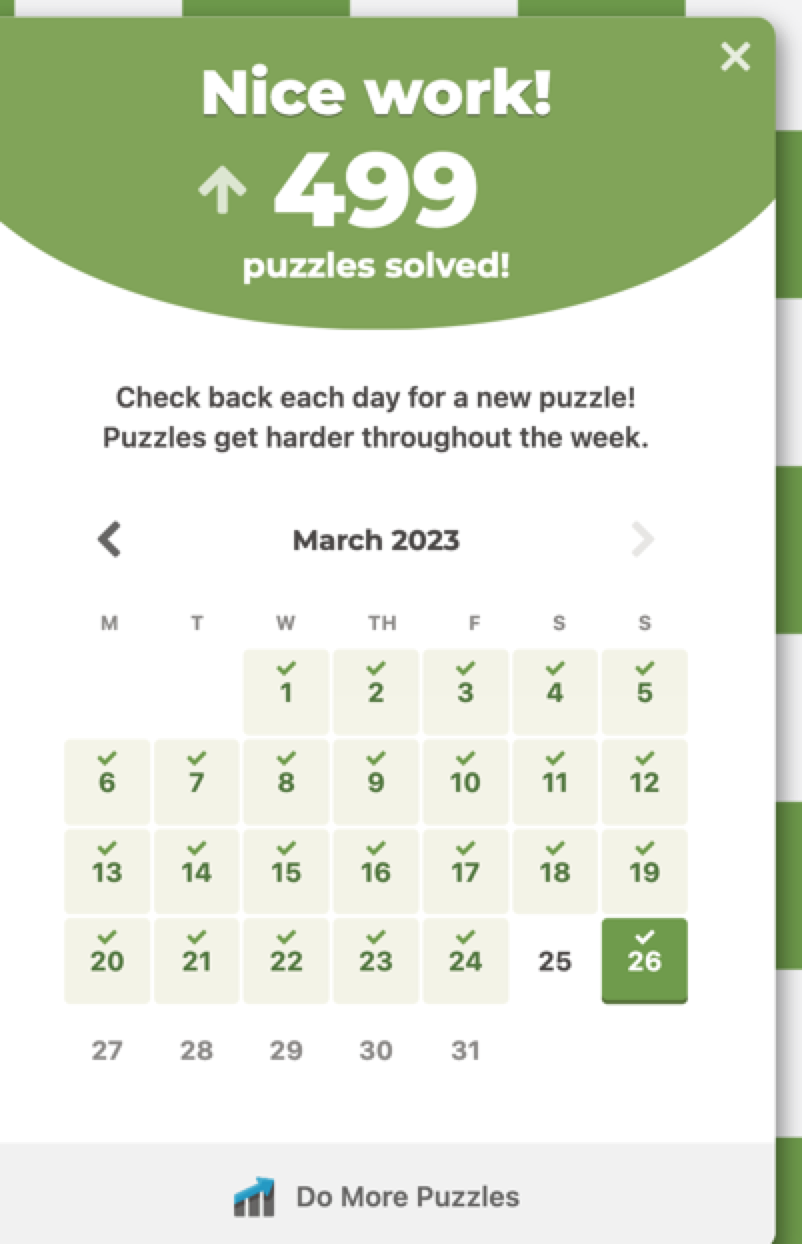 Nice work!
499
puzzles solved!
Check back each day for a new puzzle!
Puzzles get harder throughout the week.
March 2023
M T W TH F S S
1 2 3 4 5
6 7 8 9 10 11 12
13 14 15 16 17 18 19
20 21 22 23 24 25 26
27 28 29 30 31
Do More Puzzles